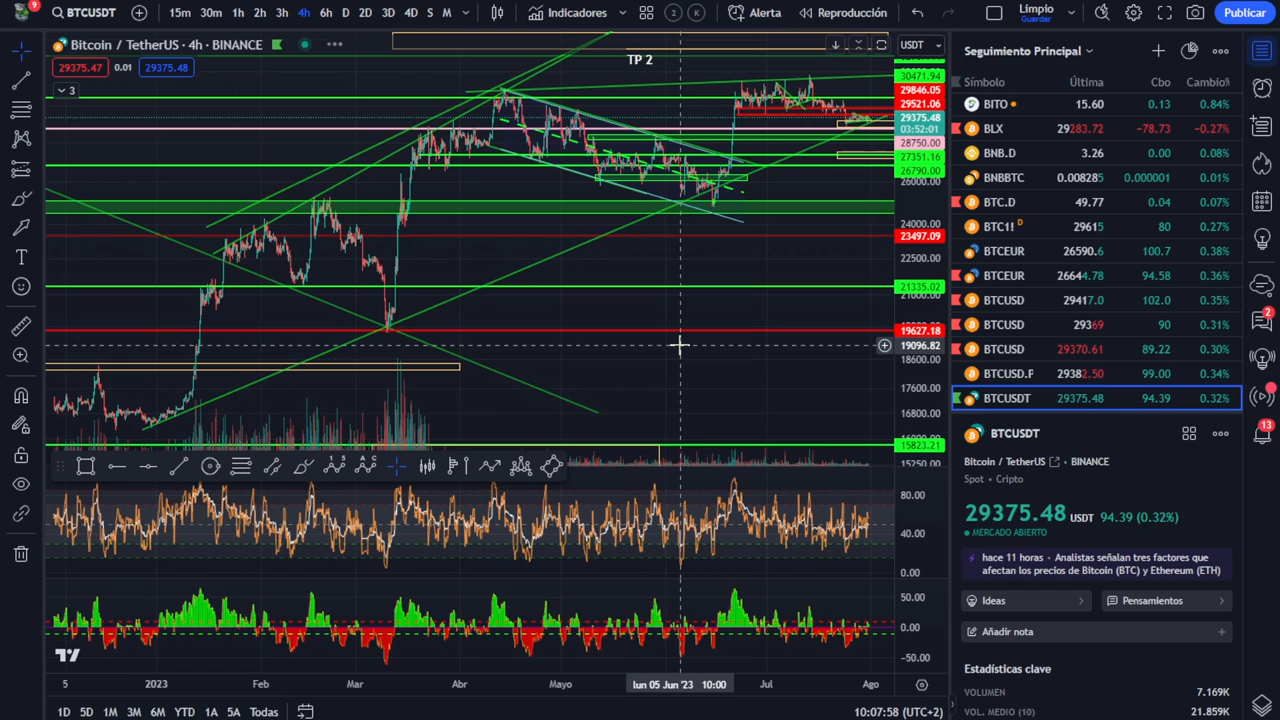 9
BTCUSDT
15m 30m 1h 2h 3h 4h 6h D 2D 3D 4D S M
Indicadores
2 K
Alerta
Reproducción
Limpio
Guardar
Publicar
Bitcoin / TetherUS · 4h · BINANCE
29375.47 0.01 29375.48
3
TP 2
USDT
30471.94
29846.05
29521.06
29375.48
03:52:01
28750.00
27351.16
26790.00
26000.00
24000.00
23497.09
22500.00
21335.02
21000.00
19627.18
19096.82
18600.00
17600.00
16800.00
15823.21
15250.00
80.00
40.00
0.00
50.00
0.00
−50.00
5 2023 Feb Mar Abr Mayo lun 05 Jun '23 10:00 Jul Ago
1D 5D 1M 3M 6M YTD 1A 5A Todas
10:07:58 (UTC+2)
Seguimiento Principal
Símbolo Última Cbo Cambio%
BITO 15.60 0.13 0.84%
BLX 29283.72 −78.73 −0.27%
BNB.D 3.26 0.00 0.08%
BNBBTC 0.008285 0.000001 0.01%
BTC.D 49.77 0.04 0.07%
BTC1! D 29615 80 0.27%
BTCEUR 26590.6 100.7 0.38%
BTCEUR 26644.78 94.58 0.36%
BTCUSD 29417.0 102.0 0.35%
BTCUSD 29369 90 0.31%
BTCUSD 29370.61 89.22 0.30%
BTCUSD.F 29382.50 99.00 0.34%
BTCUSDT 29375.48 94.39 0.32%
BTCUSDT
Bitcoin / TetherUS · BINANCE
Spot · Cripto
29375.48 USDT 94.39 (0.32%)
MERCADO ABIERTO
hace 11 horas · Analistas señalan tres factores que
afectan los precios de Bitcoin (BTC) y Ethereum (ETH)
Ideas
Pensamientos
Añadir nota
Estadísticas clave
VOLUMEN 7.169K
VOL. MEDIO (10) 21.859K
2
13